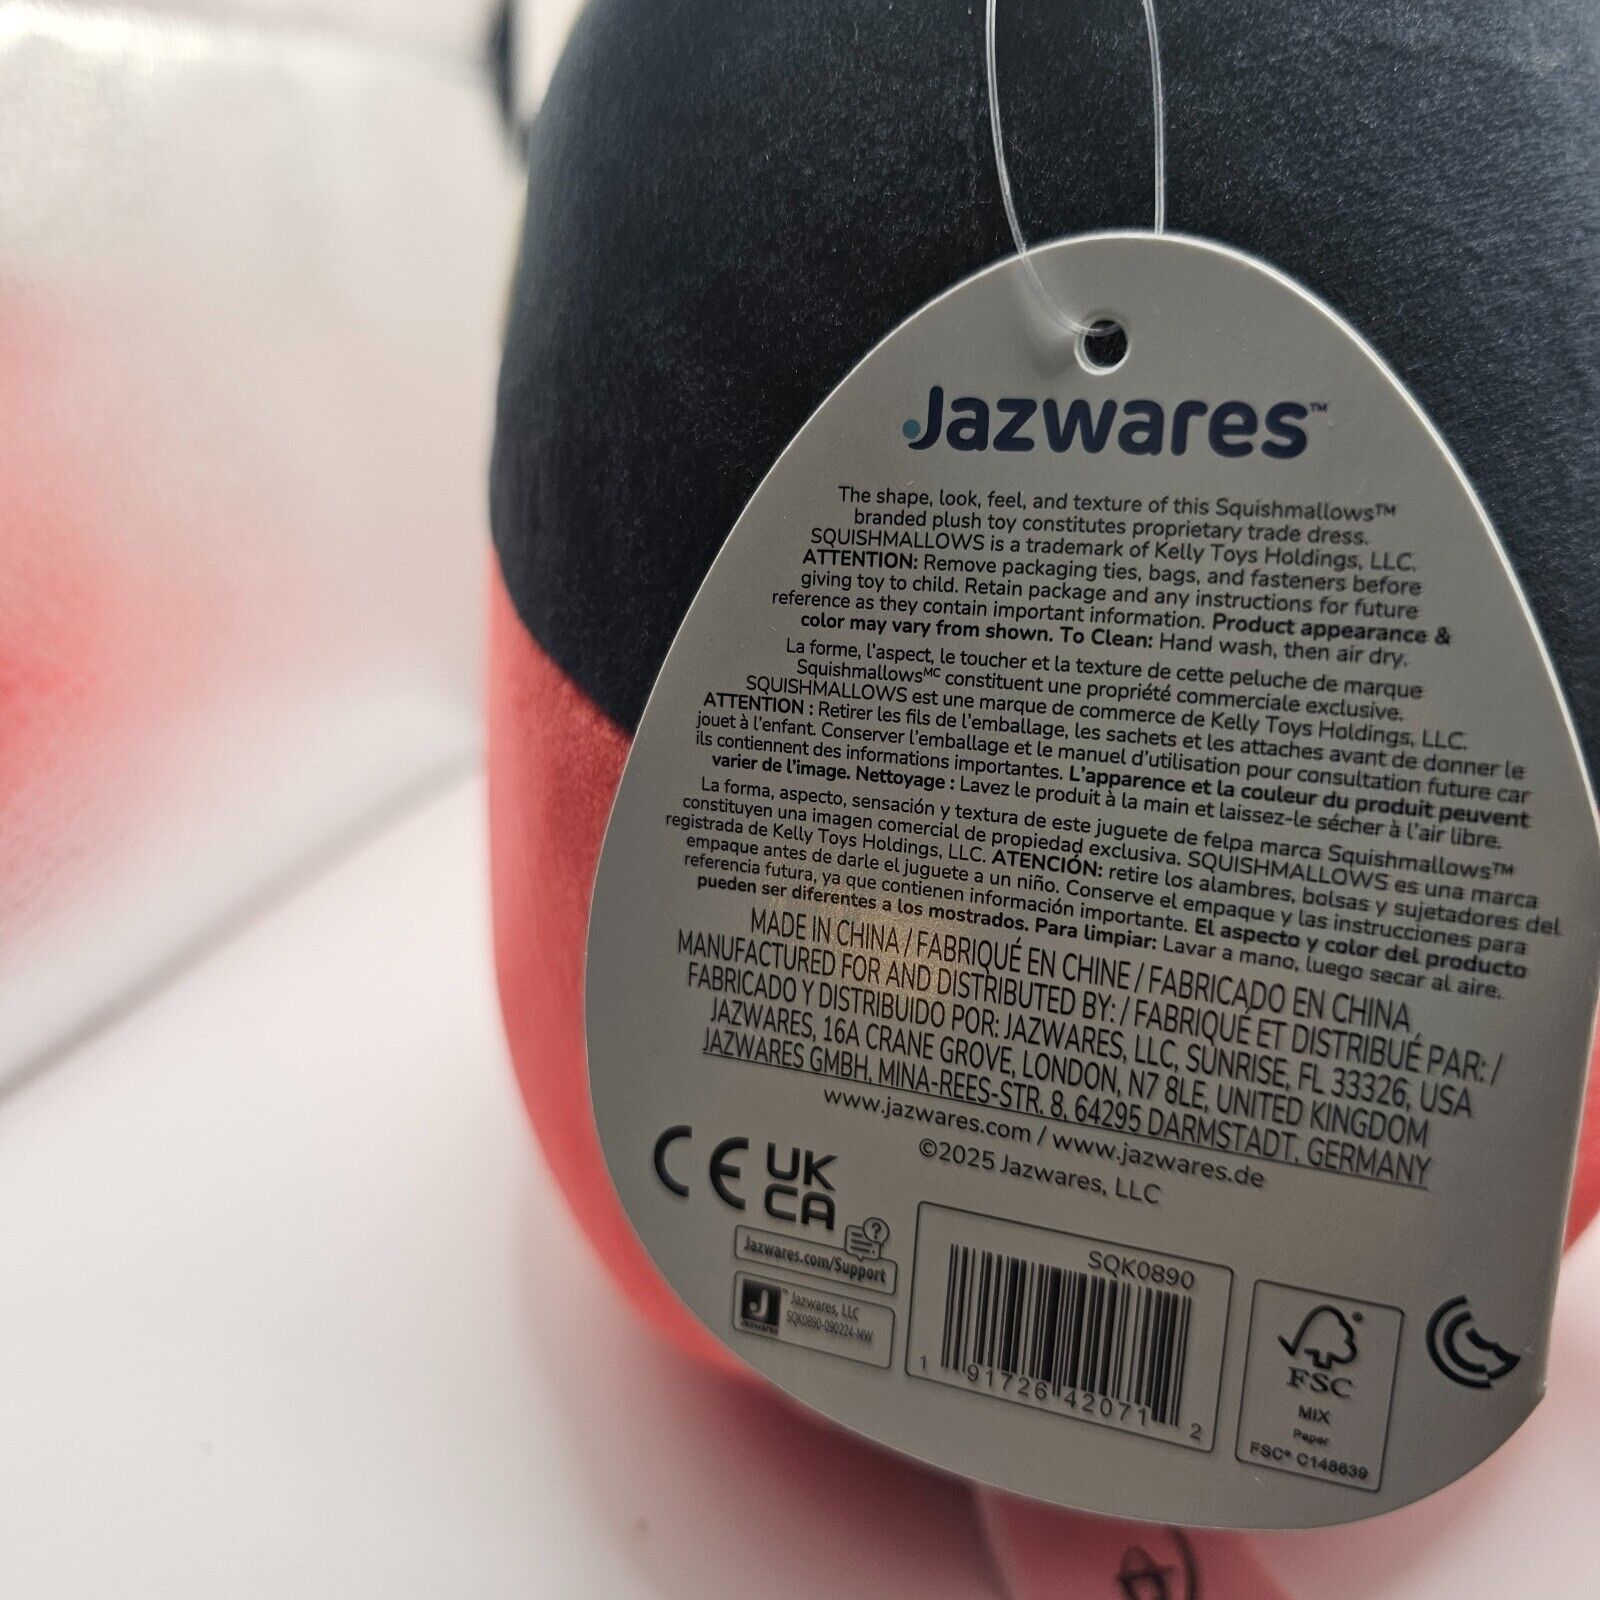 Jazwares™
The shape, look, feel, and texture of this Squishmallows™
branded plush toy constitutes proprietary trade dress.
SQUISHMALLOWS is a trademark of Kelly Toys Holdings, LLC.
ATTENTION: Remove packaging ties, bags, and fasteners before
giving toy to child. Retain package and any instructions for future
reference as they contain important information. Product appearance &
color may vary from shown. To Clean: Hand wash, then air dry.
La forme, l'aspect, le toucher et la texture de cette peluche de marque
Squishmallowsᴹᶜ constituent une propriété commerciale exclusive.
SQUISHMALLOWS est une marque de commerce de Kelly Toys Holdings, LLC.
ATTENTION : Retirer les fils de l'emballage, les sachets et les attaches avant de donner le
jouet à l'enfant. Conserver l'emballage et le manuel d'utilisation pour consultation future car
ils contiennent des informations importantes. L'apparence et la couleur du produit peuvent
varier de l'image. Nettoyage : Lavez le produit à la main et laissez-le sécher à l'air libre.
La forma, aspecto, sensación y textura de este juguete de felpa marca Squishmallows™
constituyen una imagen comercial de propiedad exclusiva. SQUISHMALLOWS es una marca
registrada de Kelly Toys Holdings, LLC. ATENCIÓN: retire los alambres, bolsas y sujetadores del
empaque antes de darle el juguete a un niño. Conserve el empaque y las instrucciones para
referencia futura, ya que contienen información importante. El aspecto y color del producto
pueden ser diferentes a los mostrados. Para limpiar: Lavar a mano, luego secar al aire.
MADE IN CHINA / FABRIQUÉ EN CHINE / FABRICADO EN CHINA
MANUFACTURED FOR AND DISTRIBUTED BY: / FABRIQUÉ ET DISTRIBUÉ PAR: /
FABRICADO Y DISTRIBUIDO POR: JAZWARES, LLC, SUNRISE, FL 33326, USA
JAZWARES, 16A CRANE GROVE, LONDON, N7 8LE, UNITED KINGDOM
JAZWARES GMBH, MINA-REES-STR. 8, 64295 DARMSTADT, GERMANY
www.jazwares.com / www.jazwares.de
©2025 Jazwares, LLC
CE UK
CA
Jazwares.com/Support
?
J
Jazwares
™ Jazwares, LLC
SQK0890-090224-MW
SQK0890
1 91726 42071 2
FSC
MIX
Paper
FSC® C148639